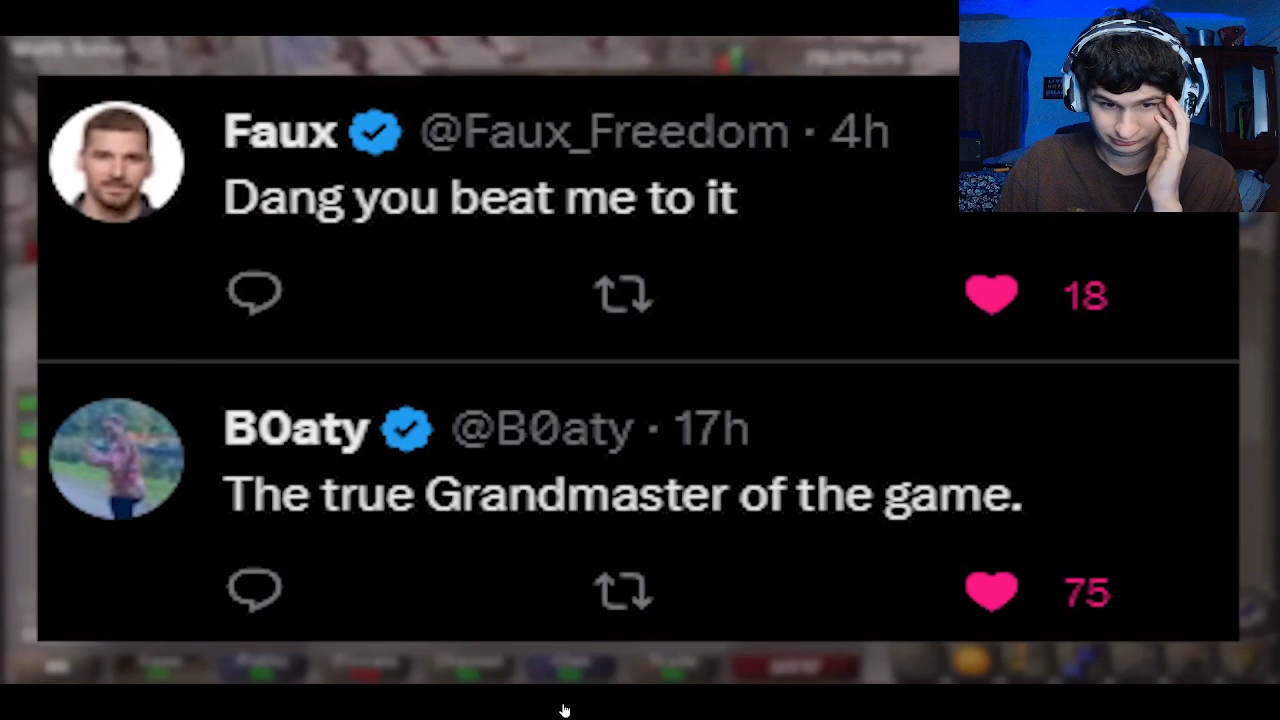 Faux @Faux_Freedom · 4h
Dang you beat me to it
18
B0aty @B0aty · 17h
The true Grandmaster of the game.
75